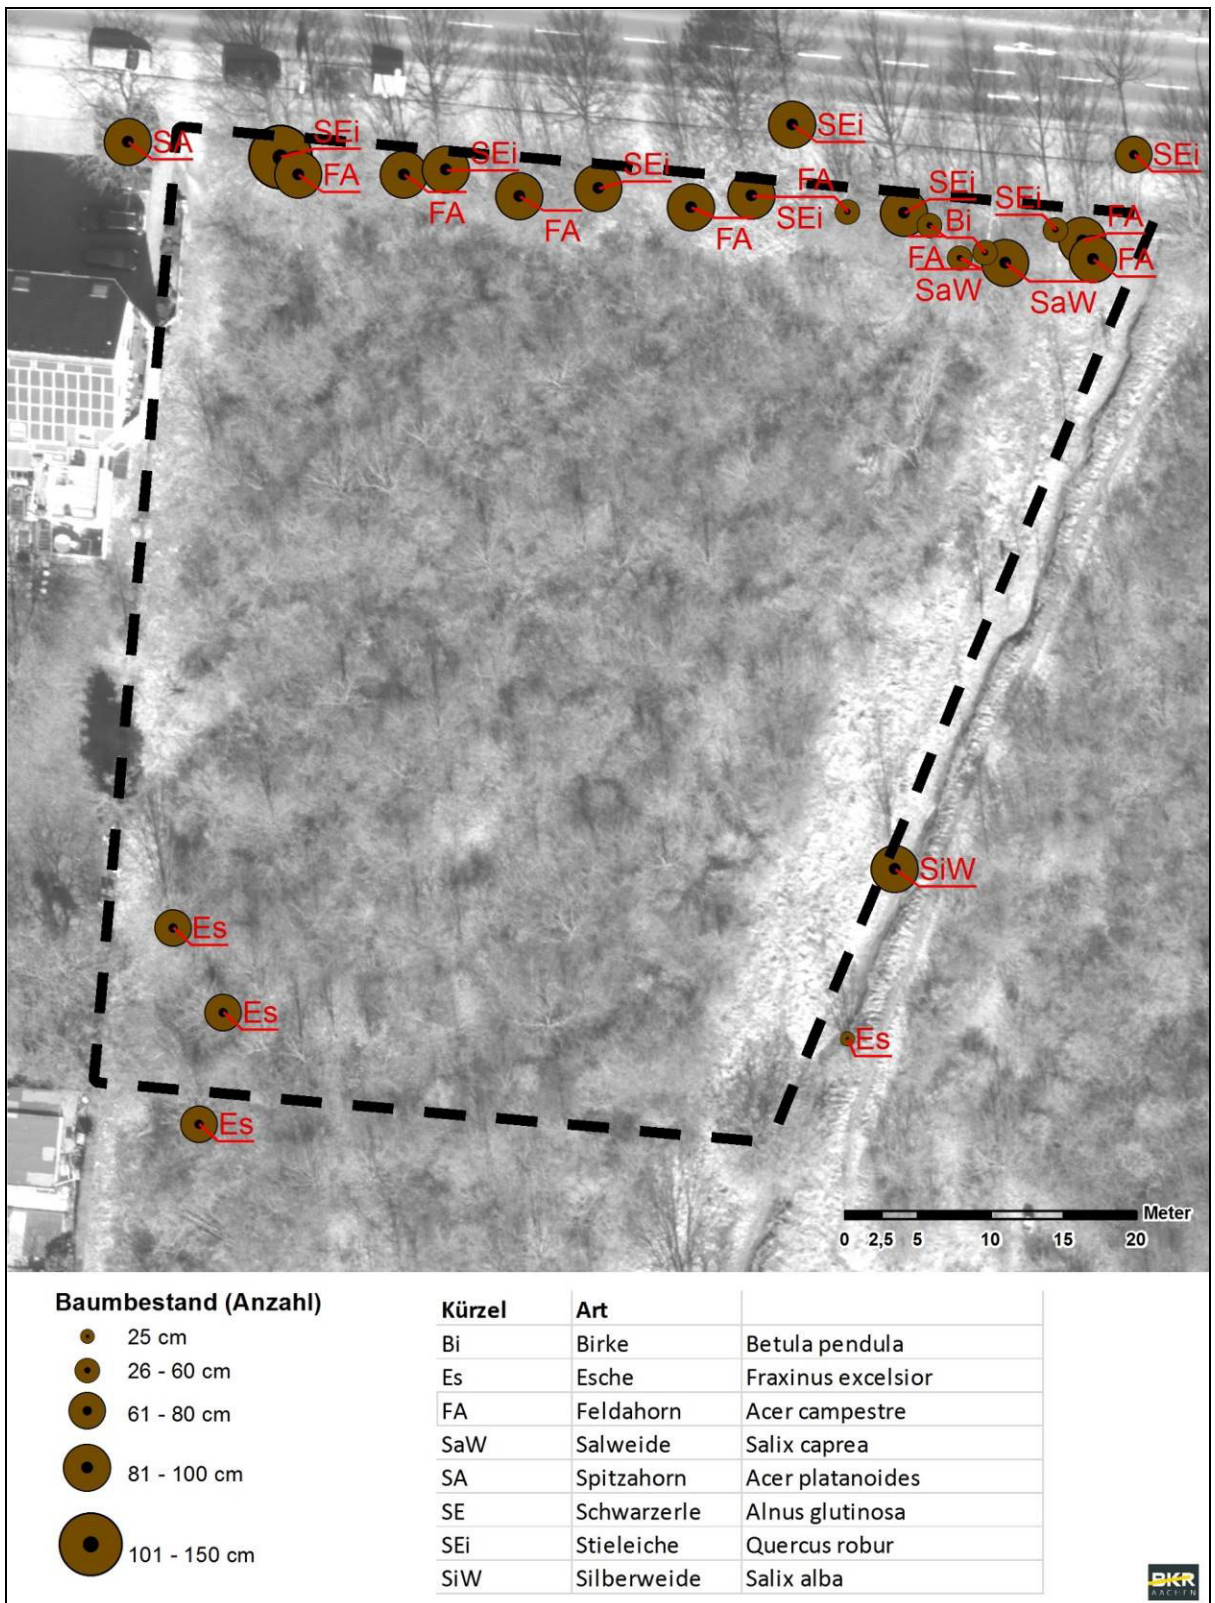 SEi
SA
SEi
SEi
FA
SEi
SEi
FA
SEi
SEi
FA
FA
FA
FA
SEi
Bi
FA
FA
SaW
SaW
SiW
Es
Es
Es
Es
Meter
0 2,5 5 10 15 20
Baumbestand (Anzahl)
25 cm
26 - 60 cm
61 - 80 cm
81 - 100 cm
101 - 150 cm
Kürzel Art
Bi Birke Betula pendula
Es Esche Fraxinus excelsior
FA Feldahorn Acer campestre
SaW Salweide Salix caprea
SA Spitzahorn Acer platanoides
SE Schwarzerle Alnus glutinosa
SEi Stieleiche Quercus robur
SiW Silberweide Salix alba
BKR
AACHEN